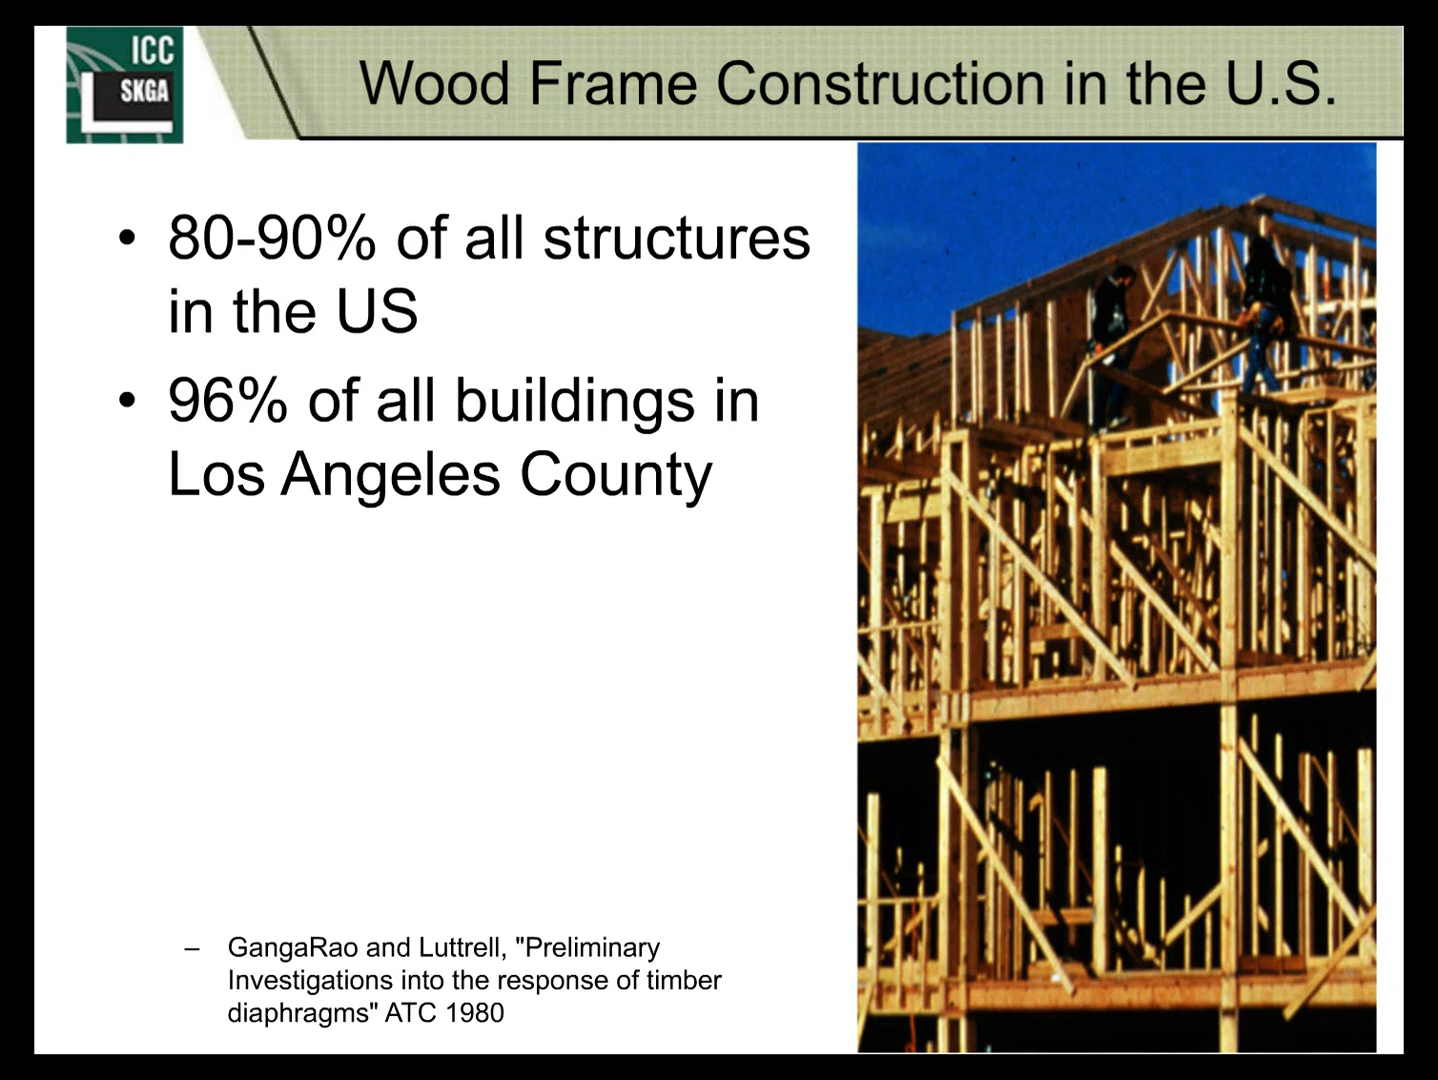 ICC
SKGA
Wood Frame Construction in the U.S.
• 80-90% of all structures
in the US
• 96% of all buildings in
Los Angeles County
– GangaRao and Luttrell, "Preliminary
Investigations into the response of timber
diaphragms" ATC 1980